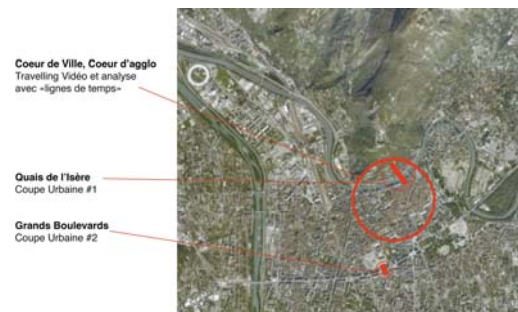 Coeur de Ville, Coeur d'agglo
Travelling Vidéo et analyse
avec «lignes de temps»
Quais de l'Isère
Coupe Urbaine #1
Grands Boulevards
Coupe Urbaine #2